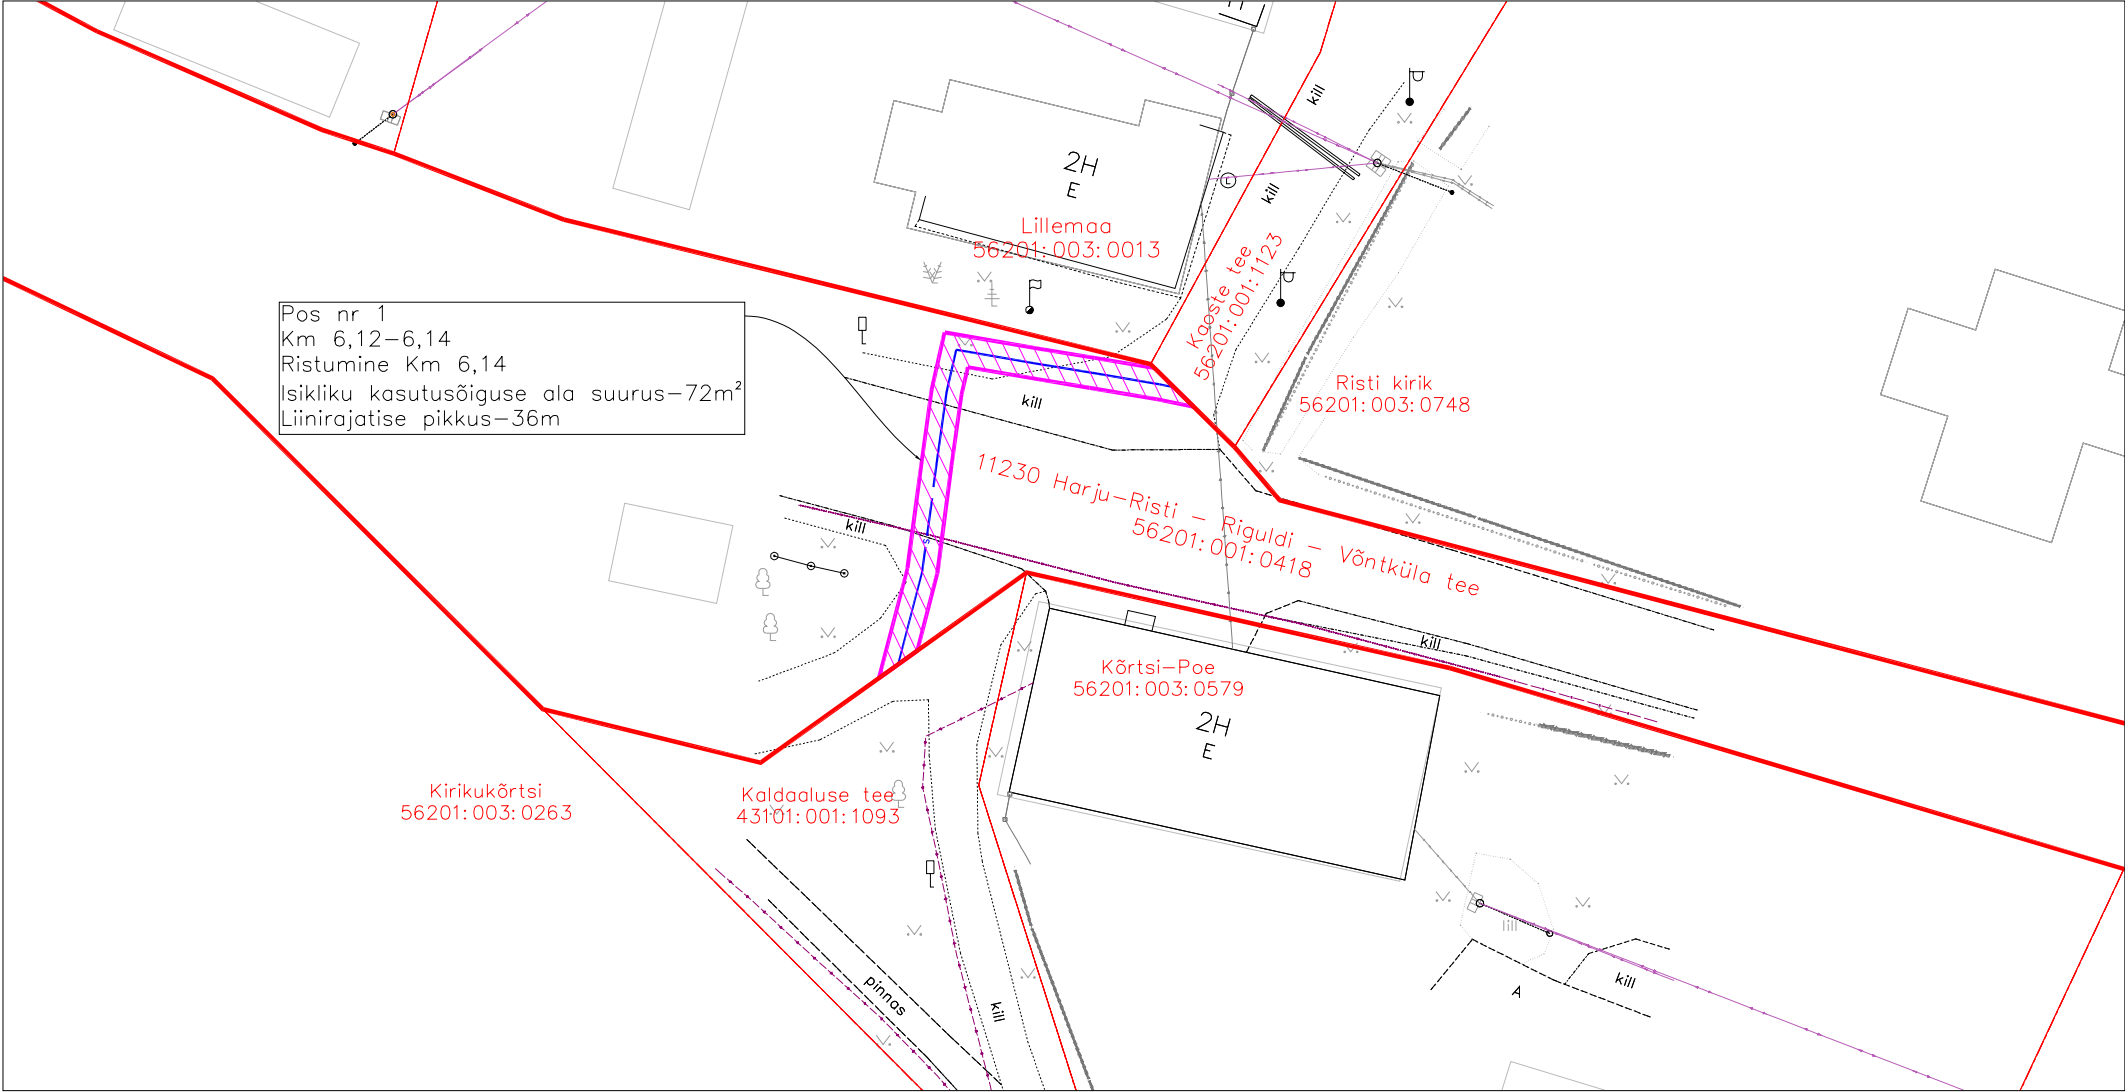 kill
2H
E
L
kill
Lillemaa
56201:003:0013
Kaoste tee
56201:001:1123
Pos nr 1
Km 6,12-6,14
Ristumine Km 6,14
Isikliku kasutusõiguse ala suurus-72m²
Liinirajatise pikkus-36m
Risti kirik
56201:003:0748
kill
11230 Harju-Risti - Riguldi - Võntküla tee
56201:001:0418
kill
kill
Kõrtsi-Poe
56201:003:0579
2H
E
Kirikukõrtsi
56201:003:0263
Kaldaaluse tee
43101:001:1093
lill
pinnas
kill
A
kill